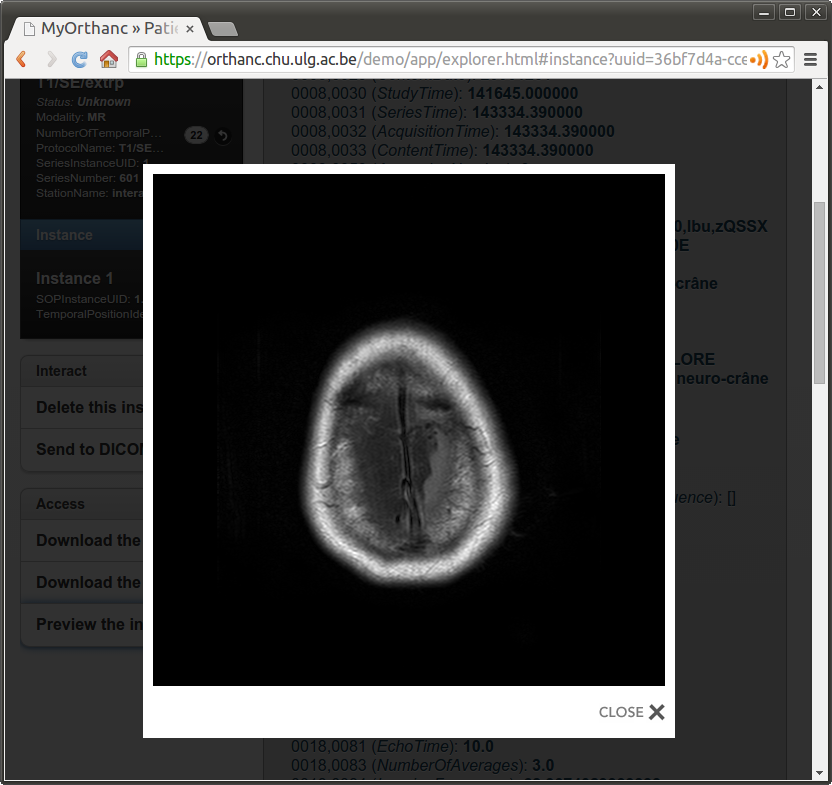 MyOrthanc » Patie
https://orthanc.chu.ulg.ac.be/demo/app/explorer.html#instance?uuid=36bf7d4a-cce
T1/SE/extrp
Status: Unknown
Modality: MR
NumberOfTemporalP…
ProtocolName: T1/SE…
SeriesInstanceUID: 1
SeriesNumber: 601
StationName: intera
22
Instance
Instance 1
SOPInstanceUID: 1.
TemporalPositionIde
Interact
Delete this ins
Send to DICOM
Access
Download the
Download the
Preview the in
0008,0030 (StudyTime): 141645.000000
0008,0031 (SeriesTime): 143334.390000
0008,0032 (AcquisitionTime): 143334.390000
0008,0033 (ContentTime): 143334.390000
0,Ibu,zQSSX
DE
crâne
LORE
neuro-crâne
e
uence): []
CLOSE
0018,0081 (EchoTime): 10.0
0018,0083 (NumberOfAverages): 3.0